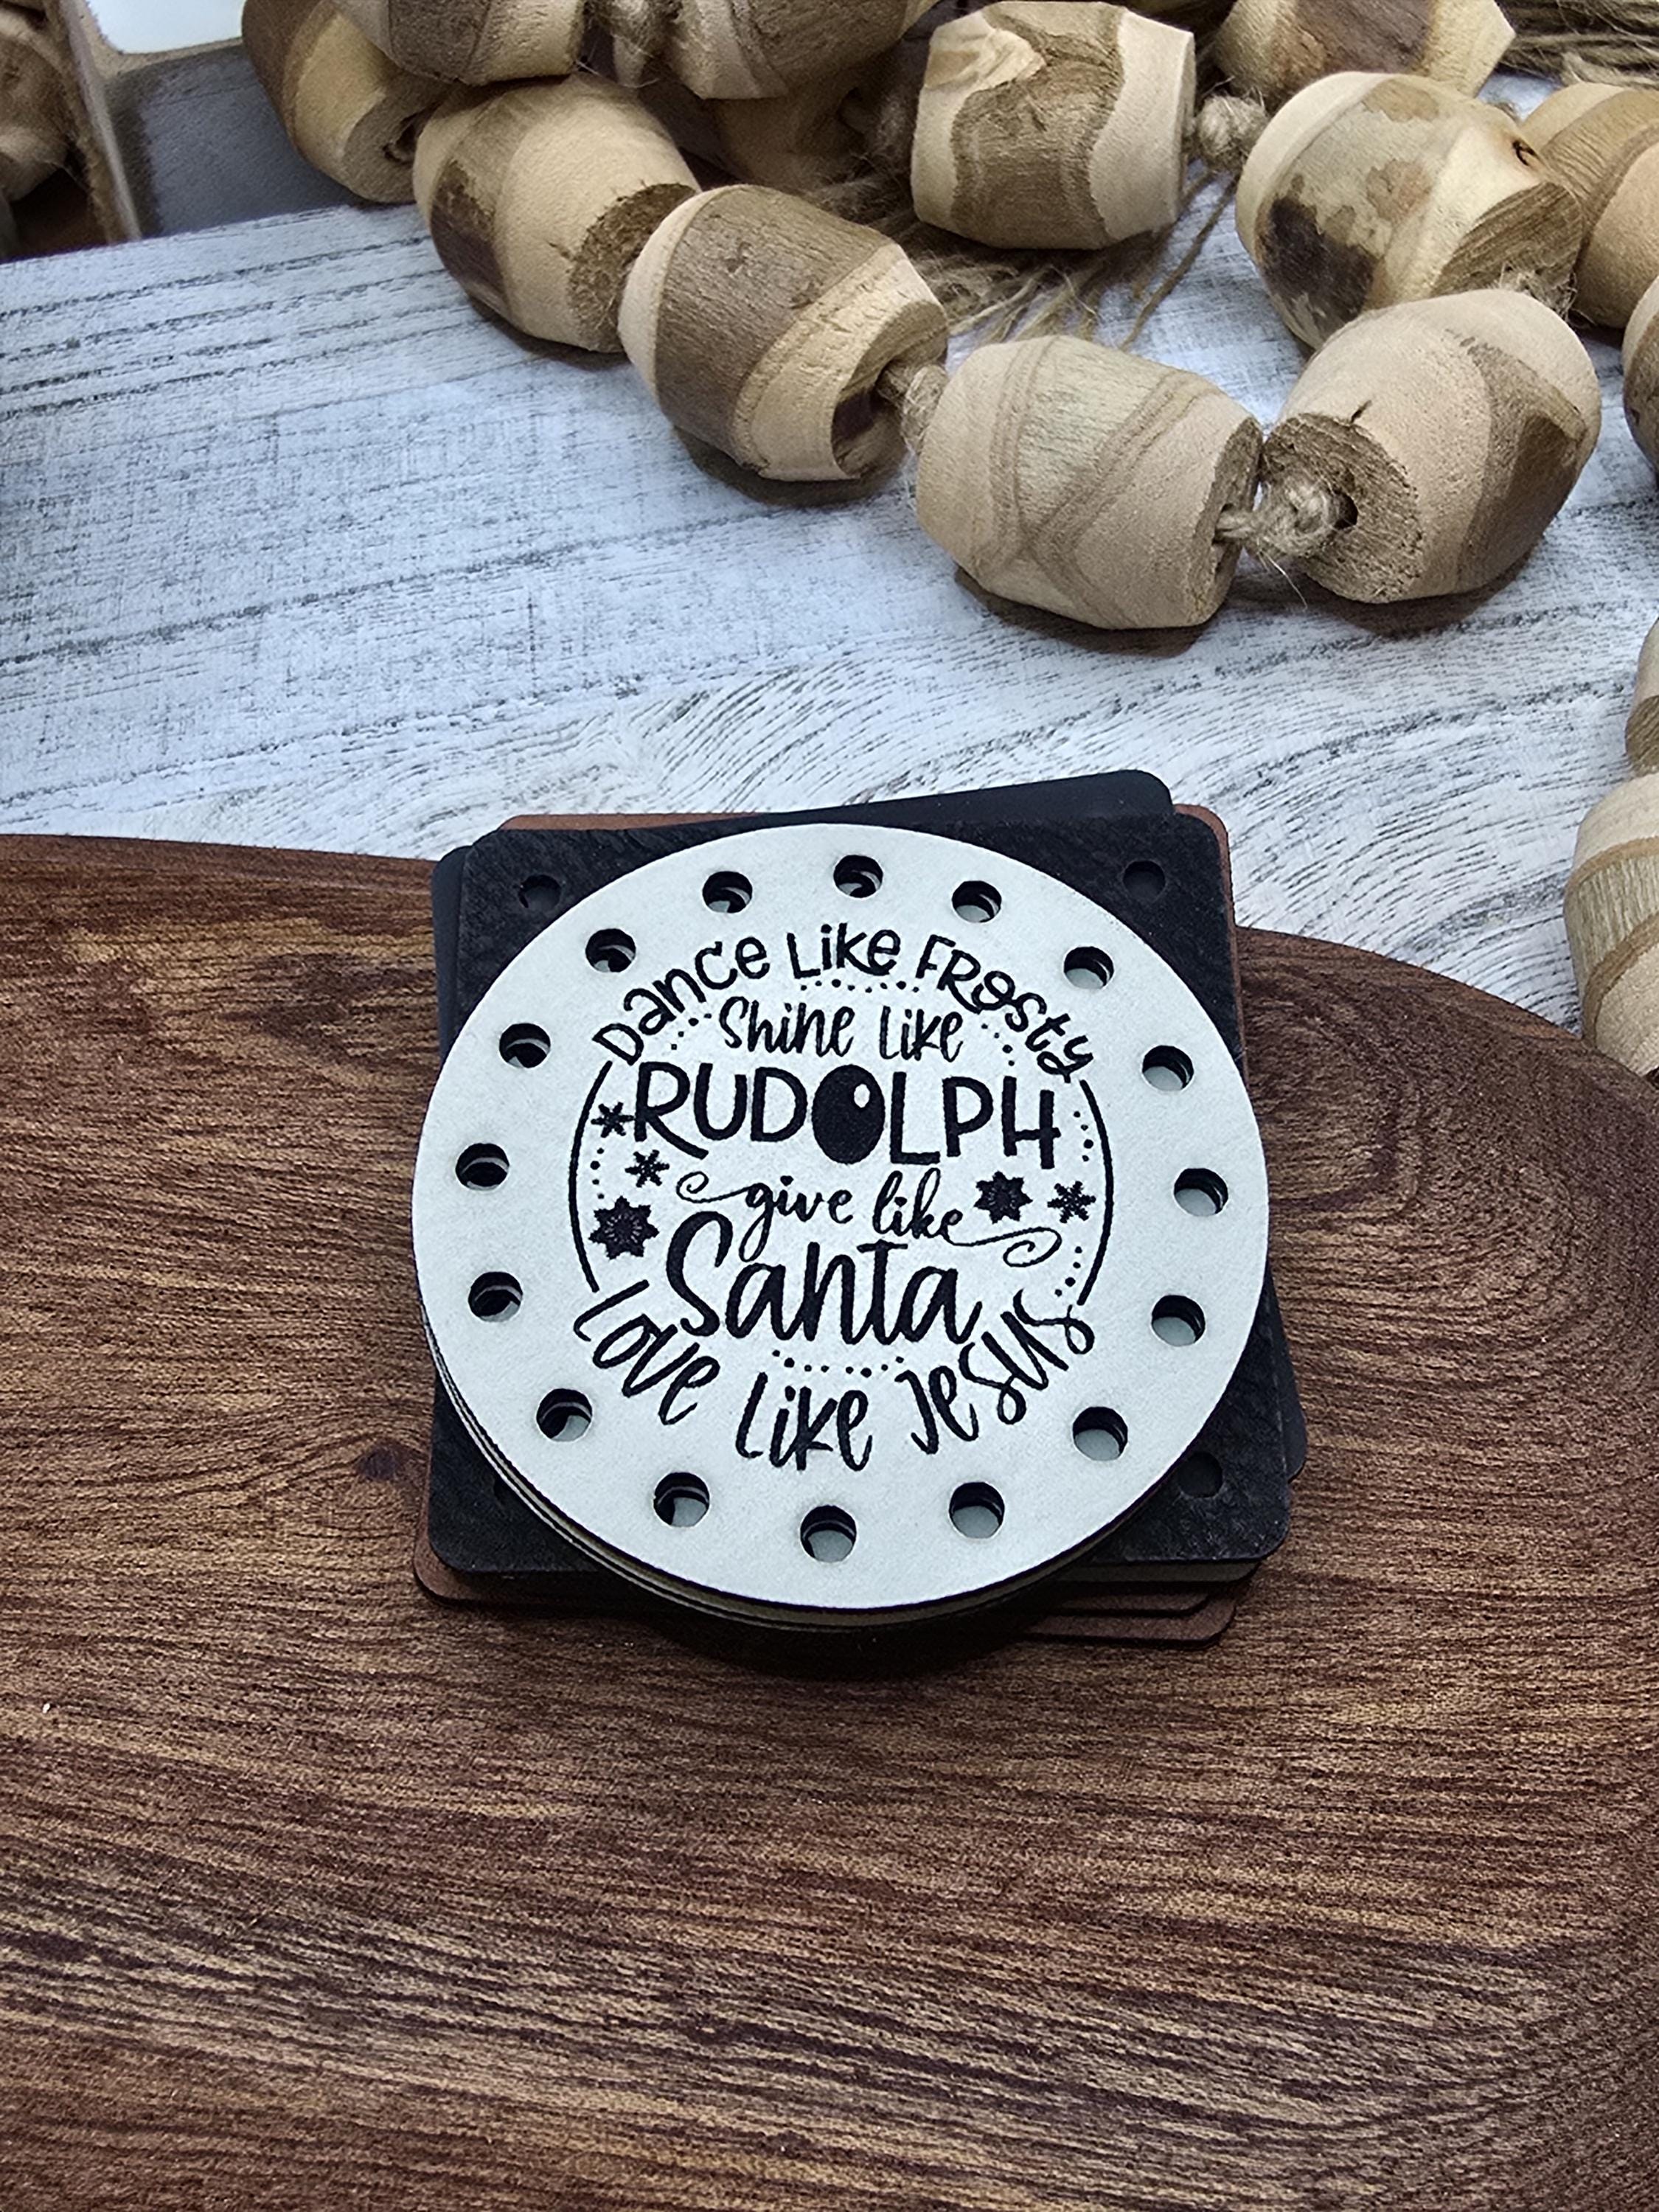 Dance Like Frosty
Shine Like
RUDOLPH
give like
Santa
Love Like Jesus